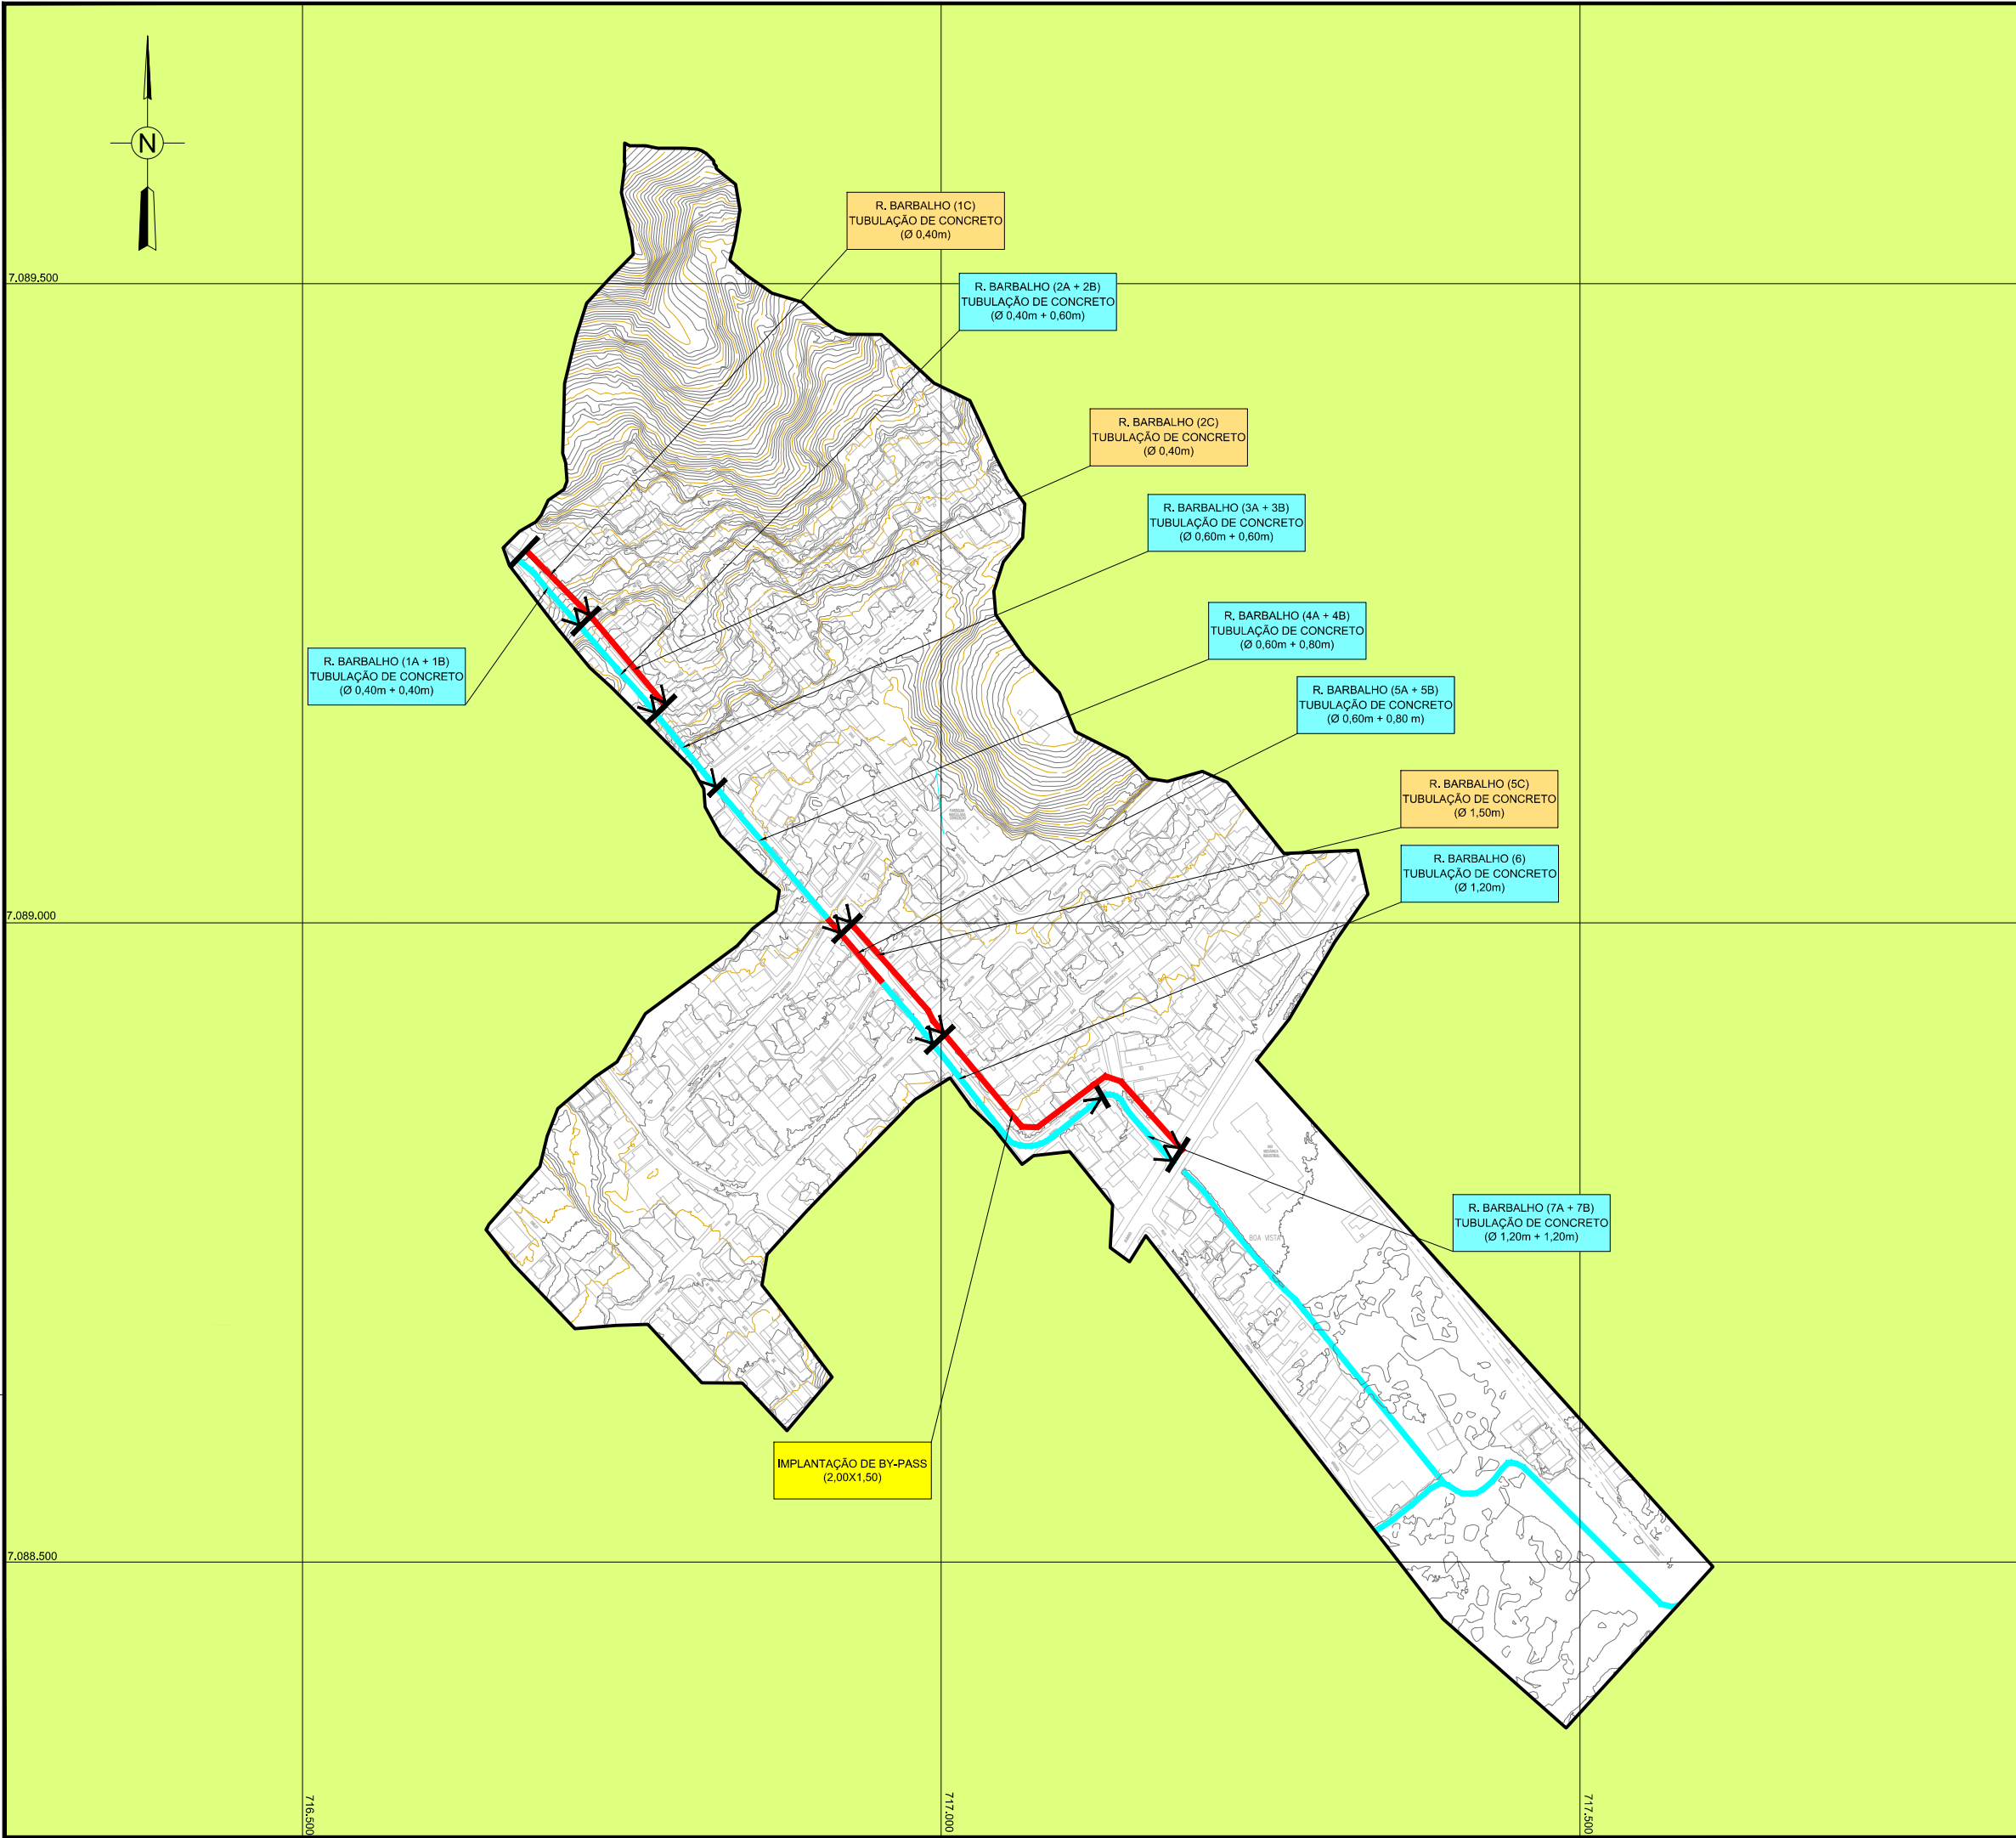 N
R. BARBALHO (1C)
TUBULAÇÃO DE CONCRETO
(Ø 0,40m)
7.089.500
R. BARBALHO (2A + 2B)
TUBULAÇÃO DE CONCRETO
(Ø 0,40m + 0,60m)
R. BARBALHO (2C)
TUBULAÇÃO DE CONCRETO
(Ø 0,40m)
R. BARBALHO (3A + 3B)
TUBULAÇÃO DE CONCRETO
(Ø 0,60m + 0,60m)
R. BARBALHO (4A + 4B)
TUBULAÇÃO DE CONCRETO
(Ø 0,60m + 0,80m)
R. BARBALHO (1A + 1B)
TUBULAÇÃO DE CONCRETO
(Ø 0,40m + 0,40m)
R. BARBALHO (5A + 5B)
TUBULAÇÃO DE CONCRETO
(Ø 0,60m + 0,80 m)
R. BARBALHO (5C)
TUBULAÇÃO DE CONCRETO
(Ø 1,50m)
R. BARBALHO (6)
TUBULAÇÃO DE CONCRETO
(Ø 1,20m)
7.089.000
R. BARBALHO (7A + 7B)
TUBULAÇÃO DE CONCRETO
(Ø 1,20m + 1,20m)
BOA VISTA
IMPLANTAÇÃO DE BY-PASS
(2,00X1,50)
7.088.500
716.500
717.000
717.500